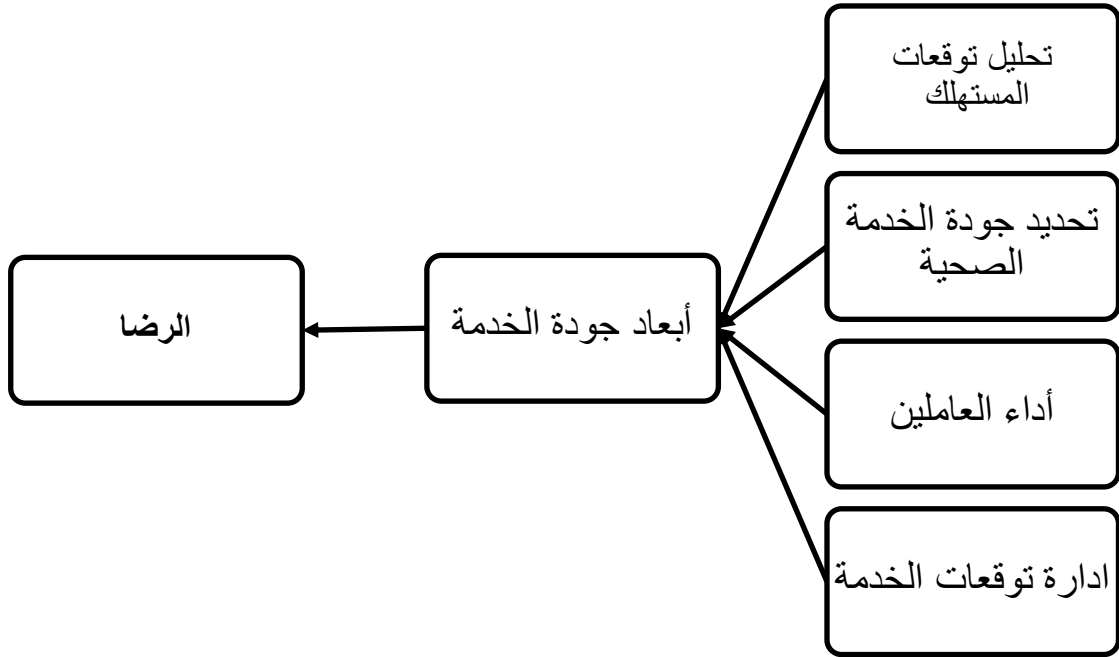 تحليل توقعات
المستهلك
تحديد جودة الخدمة
الصحية
أداء العاملين
ادارة توقعات الخدمة
أبعاد جودة الخدمة
الرضا